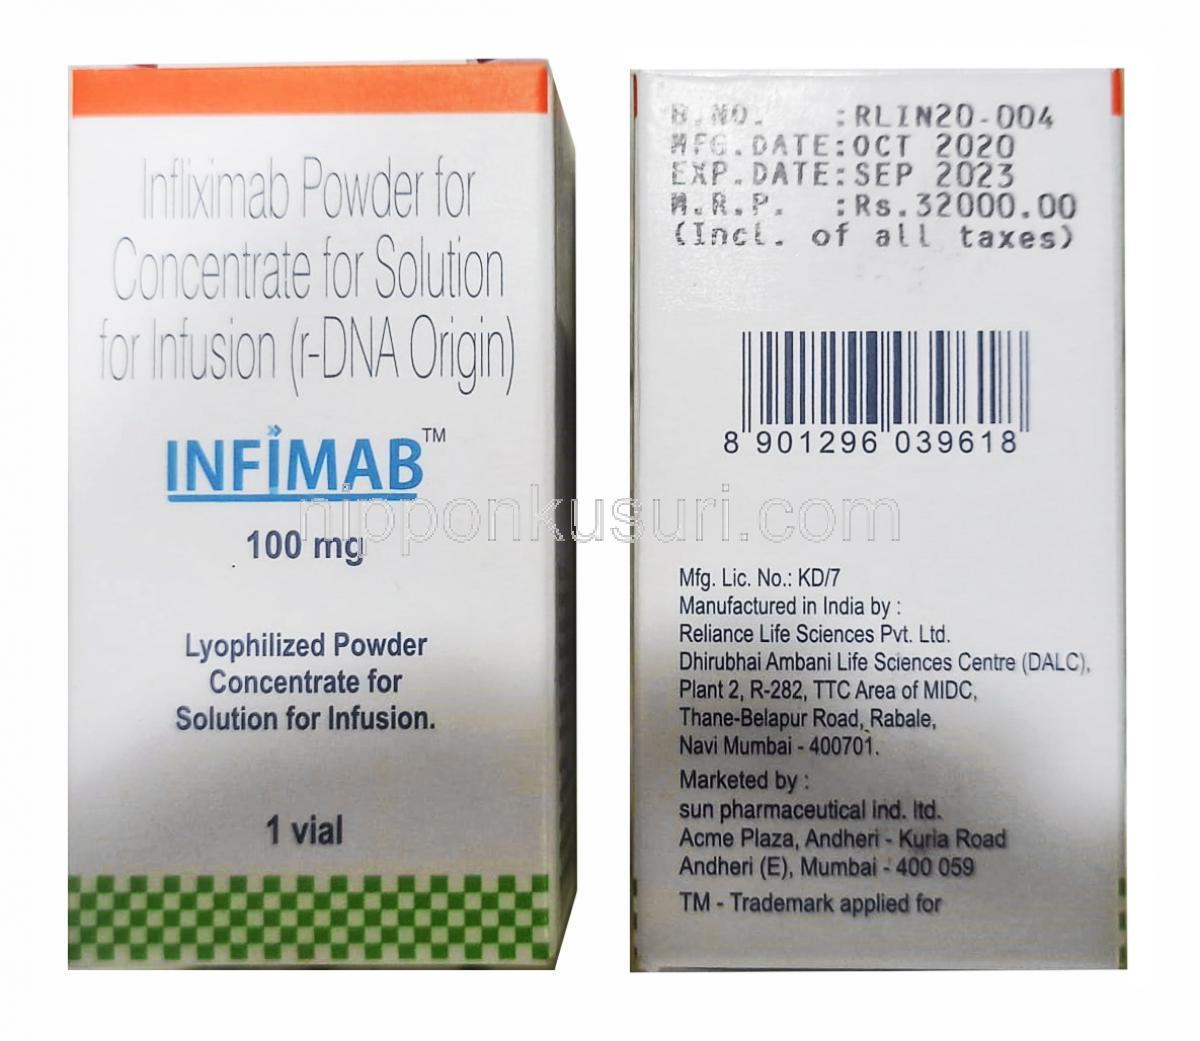 Infliximab Powder for
Concentrate for Solution
for Infusion (r-DNA Origin)
INFIMAB™
100 mg
Lyophilized Powder
Concentrate for
Solution for Infusion.
1 vial
B.NO. :RLIN20-004
MFG.DATE:OCT 2020
EXP.DATE:SEP 2023
M.R.P. :Rs.32000.00
(Incl. of all taxes)
8 901296 039618
Mfg. Lic. No.: KD/7
Manufactured in India by :
Reliance Life Sciences Pvt. Ltd.
Dhirubhai Ambani Life Sciences Centre (DALC),
Plant 2, R-282, TTC Area of MIDC,
Thane-Belapur Road, Rabale,
Navi Mumbai - 400701.
Marketed by :
sun pharmaceutical ind. ltd.
Acme Plaza, Andheri - Kurla Road
Andheri (E), Mumbai - 400 059
TM - Trademark applied for
nipponkusuri.com